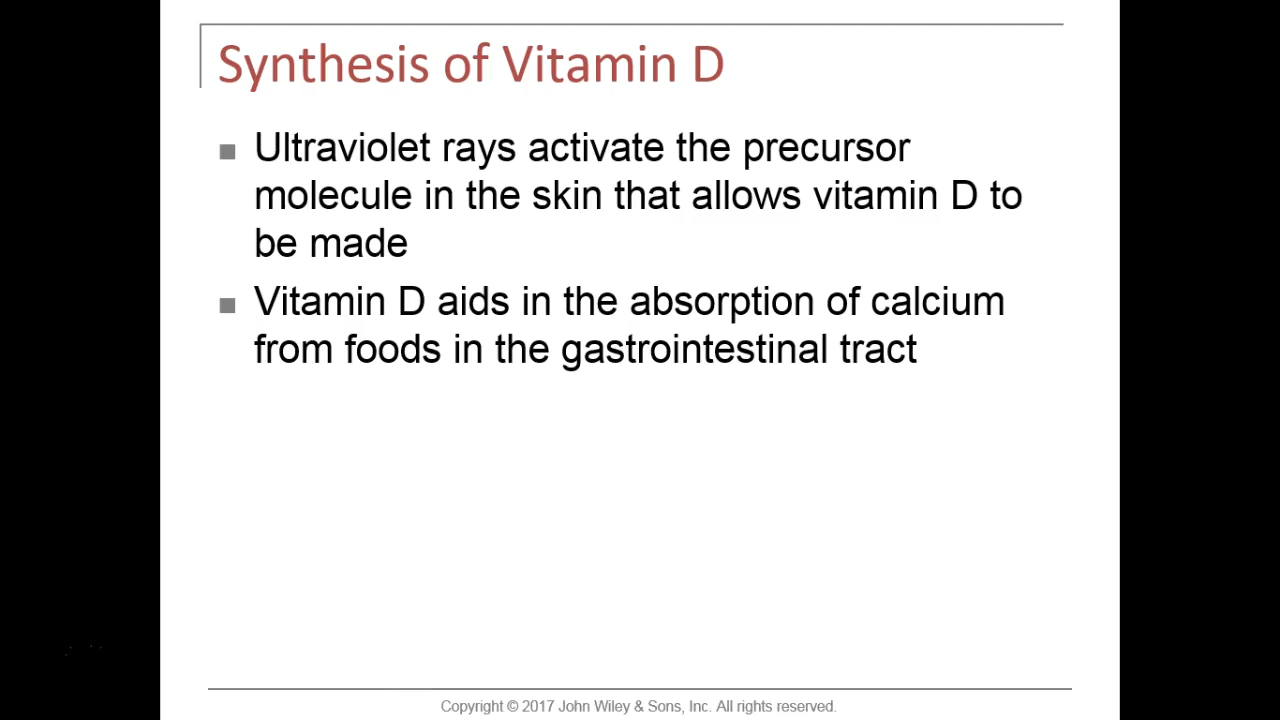 Synthesis of Vitamin D
Ultraviolet rays activate the precursor
molecule in the skin that allows vitamin D to
be made
Vitamin D aids in the absorption of calcium
from foods in the gastrointestinal tract
Copyright © 2017 John Wiley & Sons, Inc. All rights reserved.